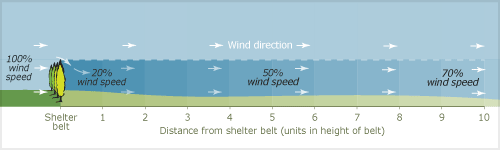 Wind direction
100%
wind
speed
20%
wind speed
50%
wind speed
70%
wind speed
Shelter
belt
1 2 3 4 5 6 7 8 9 10
Distance from shelter belt (units in height of belt)